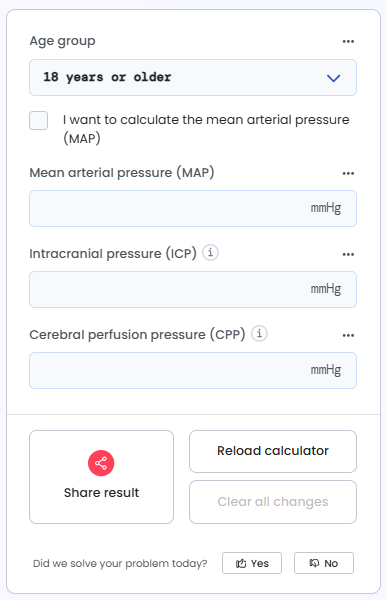 Age group
18 years or older
I want to calculate the mean arterial pressure
(MAP)
Mean arterial pressure (MAP)
mmHg
Intracranial pressure (ICP) i
mmHg
Cerebral perfusion pressure (CPP) i
mmHg
Share result
Reload calculator
Clear all changes
Did we solve your problem today? Yes No